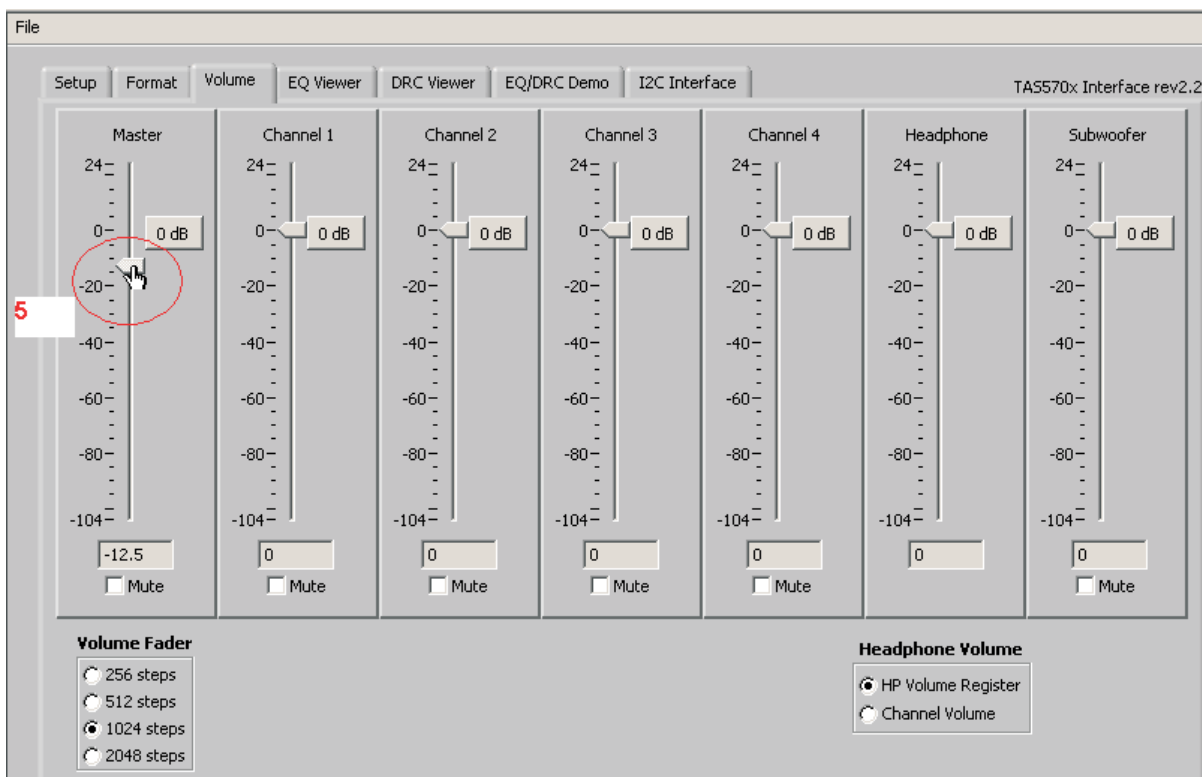 File
Setup Format Volume EQ Viewer DRC Viewer EQ/DRC Demo I2C Interface
TAS570x Interface rev2.2
Master Channel 1 Channel 2 Channel 3 Channel 4 Headphone Subwoofer
24 24 24 24 24 24 24
0 0 dB 0 0 dB 0 0 dB 0 0 dB 0 0 dB 0 0 dB 0 0 dB
-20 -20 -20 -20 -20 -20 -20
5
-40 -40 -40 -40 -40 -40 -40
-60 -60 -60 -60 -60 -60 -60
-80 -80 -80 -80 -80 -80 -80
-104 -104 -104 -104 -104 -104 -104
-12.5 0 0 0 0 0 0
Mute Mute Mute Mute Mute Mute
Volume Fader
256 steps
512 steps
1024 steps
2048 steps
Headphone Volume
HP Volume Register
Channel Volume